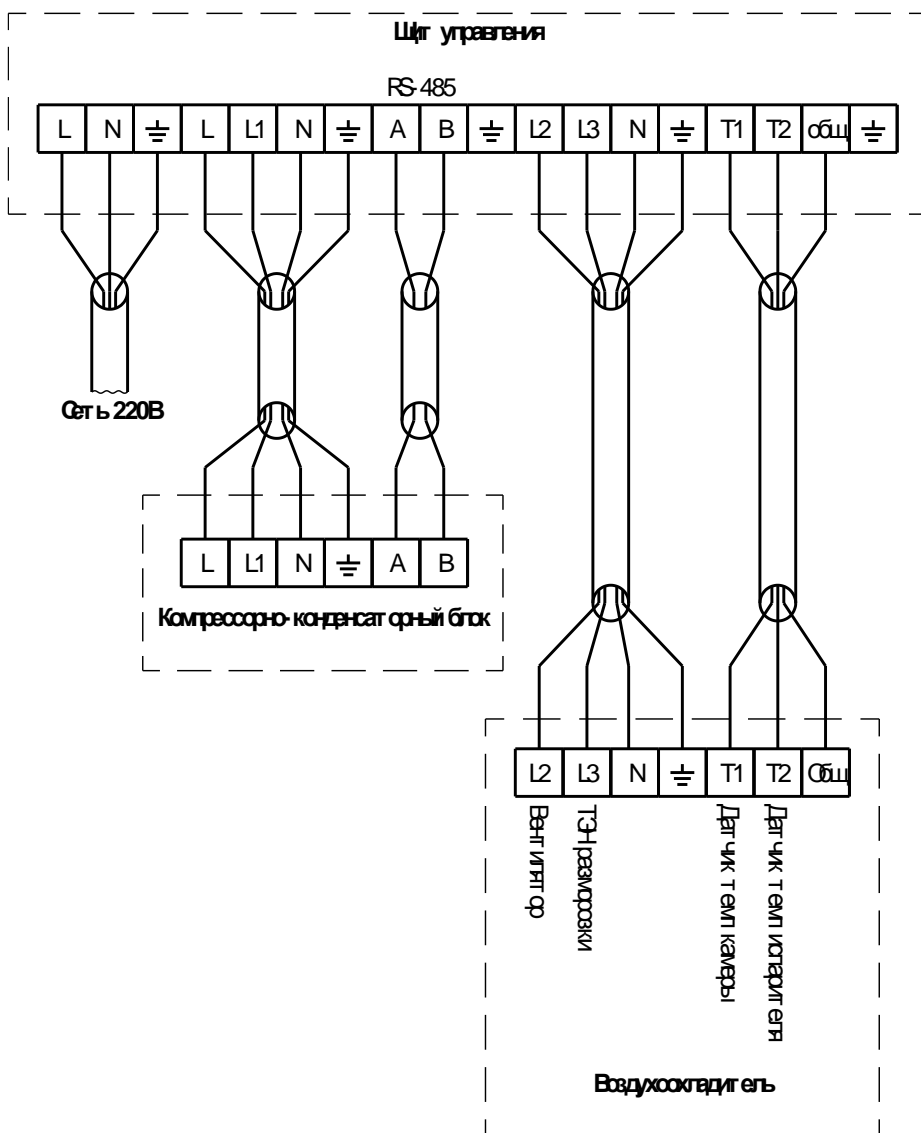 Щит управления
RS-485
L N L L1 N A B L2 L3 N T1 T2 общ
Сеть 220В
L L1 N A B
Компрессорно-конденсаторный блок
L2 L3 N T1 T2 Общ
Вентилятор
ТЭН разморозки
Датчик темп камеры
Датчик темп испарителя
Воздухоохладитель